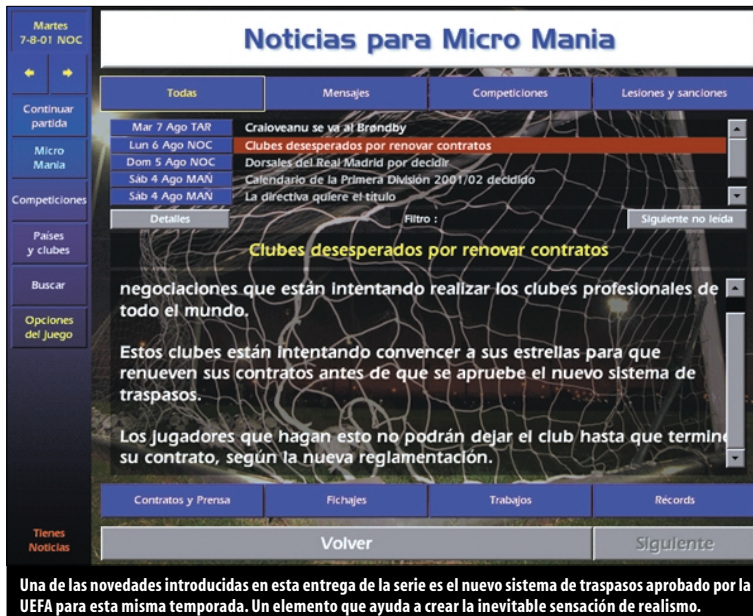 Martes
7-8-01 NOC
Noticias para Micro Mania
Continuar
partida
Micro
Mania
Competiciones
Países
y clubes
Buscar
Opciones
del juego
Tienes
Noticias
Todas
Mensajes
Competiciones
Lesiones y sanciones
Mar 7 Ago TAR Craioveanu se va al Brøndby
Lun 6 Ago NOC Clubes desesperados por renovar contratos
Dom 5 Ago NOC Dorsales del Real Madrid por decidir
Sáb 4 Ago MAÑ Calendario de la Primera División 2001/02 decidido
Sáb 4 Ago MAÑ La directiva quiere el título
Detalles
Filtro :
Siguiente no leída
Clubes desesperados por renovar contratos
negociaciones que están intentando realizar los clubes profesionales de
todo el mundo.
Estos clubes están intentando convencer a sus estrellas para que
renueven sus contratos antes de que se apruebe el nuevo sistema de
traspasos.
Los jugadores que hagan esto no podrán dejar el club hasta que termine
su contrato, según la nueva reglamentación.
Contratos y Prensa
Fichajes
Trabajos
Récords
Volver
Siguiente
Una de las novedades introducidas en esta entrega de la serie es el nuevo sistema de traspasos aprobado por la
UEFA para esta misma temporada. Un elemento que ayuda a crear la inevitable sensación de realismo.